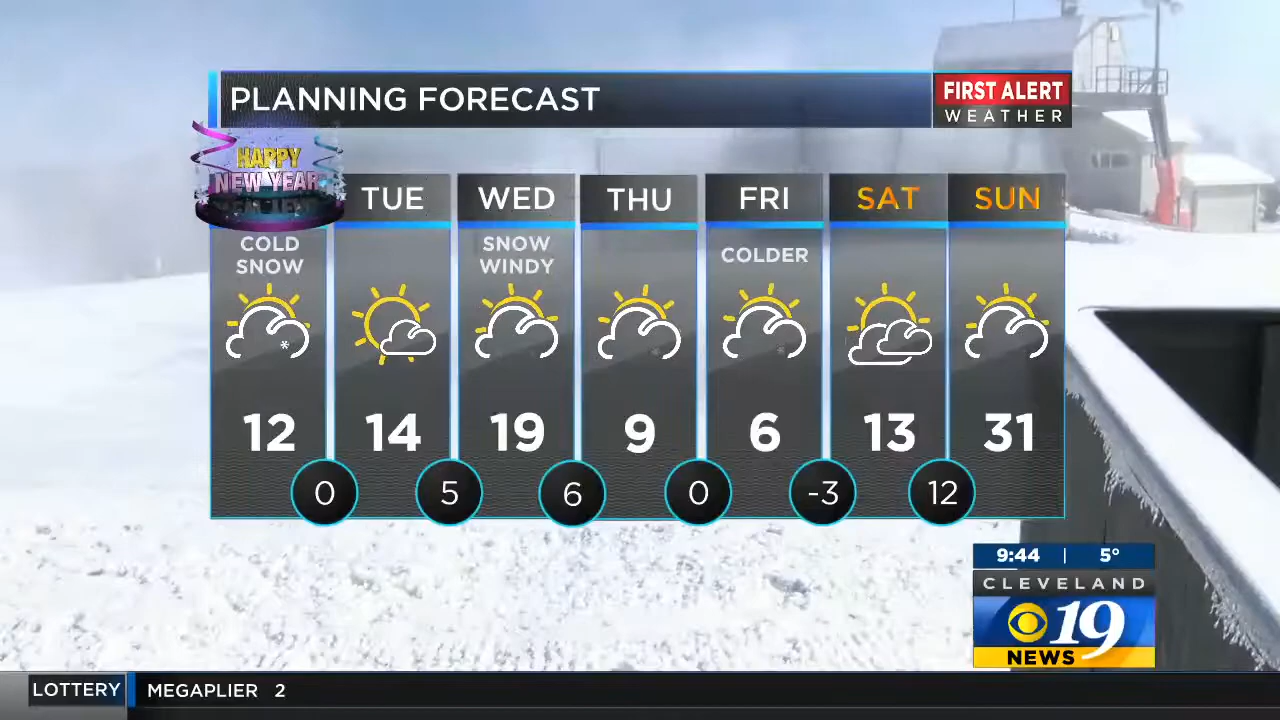 PLANNING FORECAST
FIRST ALERT
WEATHER
HAPPY
NEW YEAR
TUE
WED
THU
FRI
SAT
SUN
COLD
SNOW
SNOW
WINDY
COLDER
12
14
19
9
6
13
31
0
5
6
0
-3
12
9:44 | 5°
CLEVELAND
19
NEWS
LOTTERY
MEGAPLIER 2